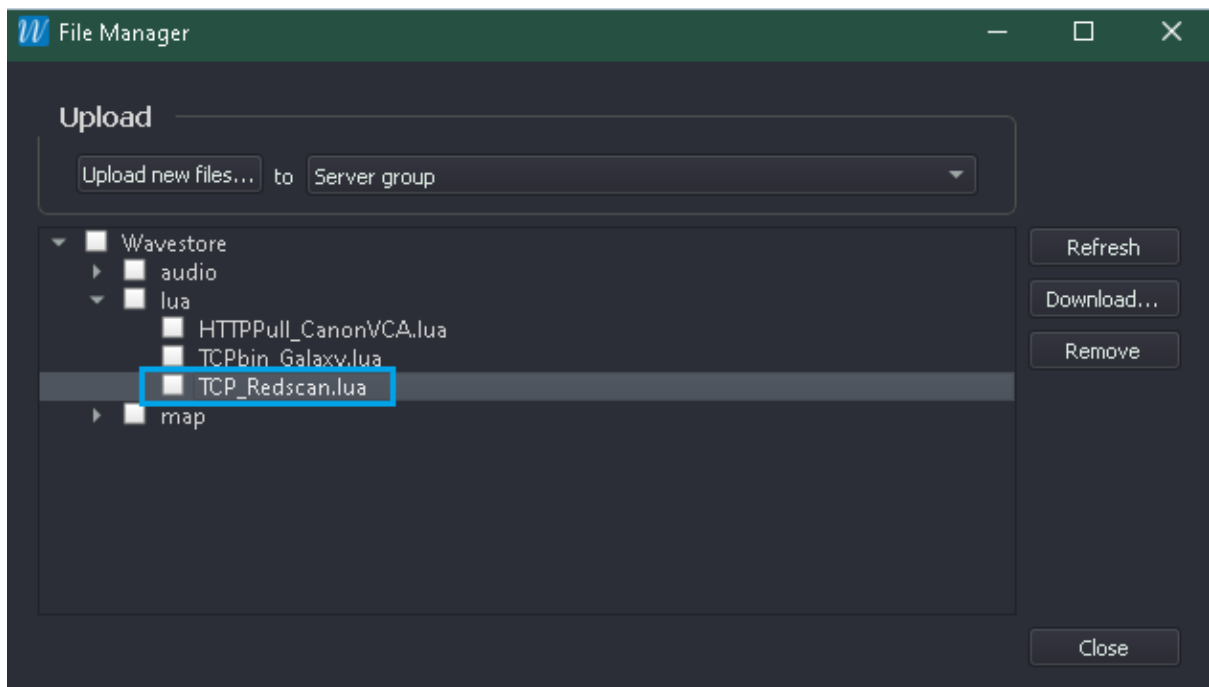 W File Manager
Upload
Upload new files... to Server group
Wavestore
audio
lua
HTTPPull_CanonVCA.lua
TCPbin_Galaxy.lua
TCP_Redscan.lua
map
Refresh
Download...
Remove
Close